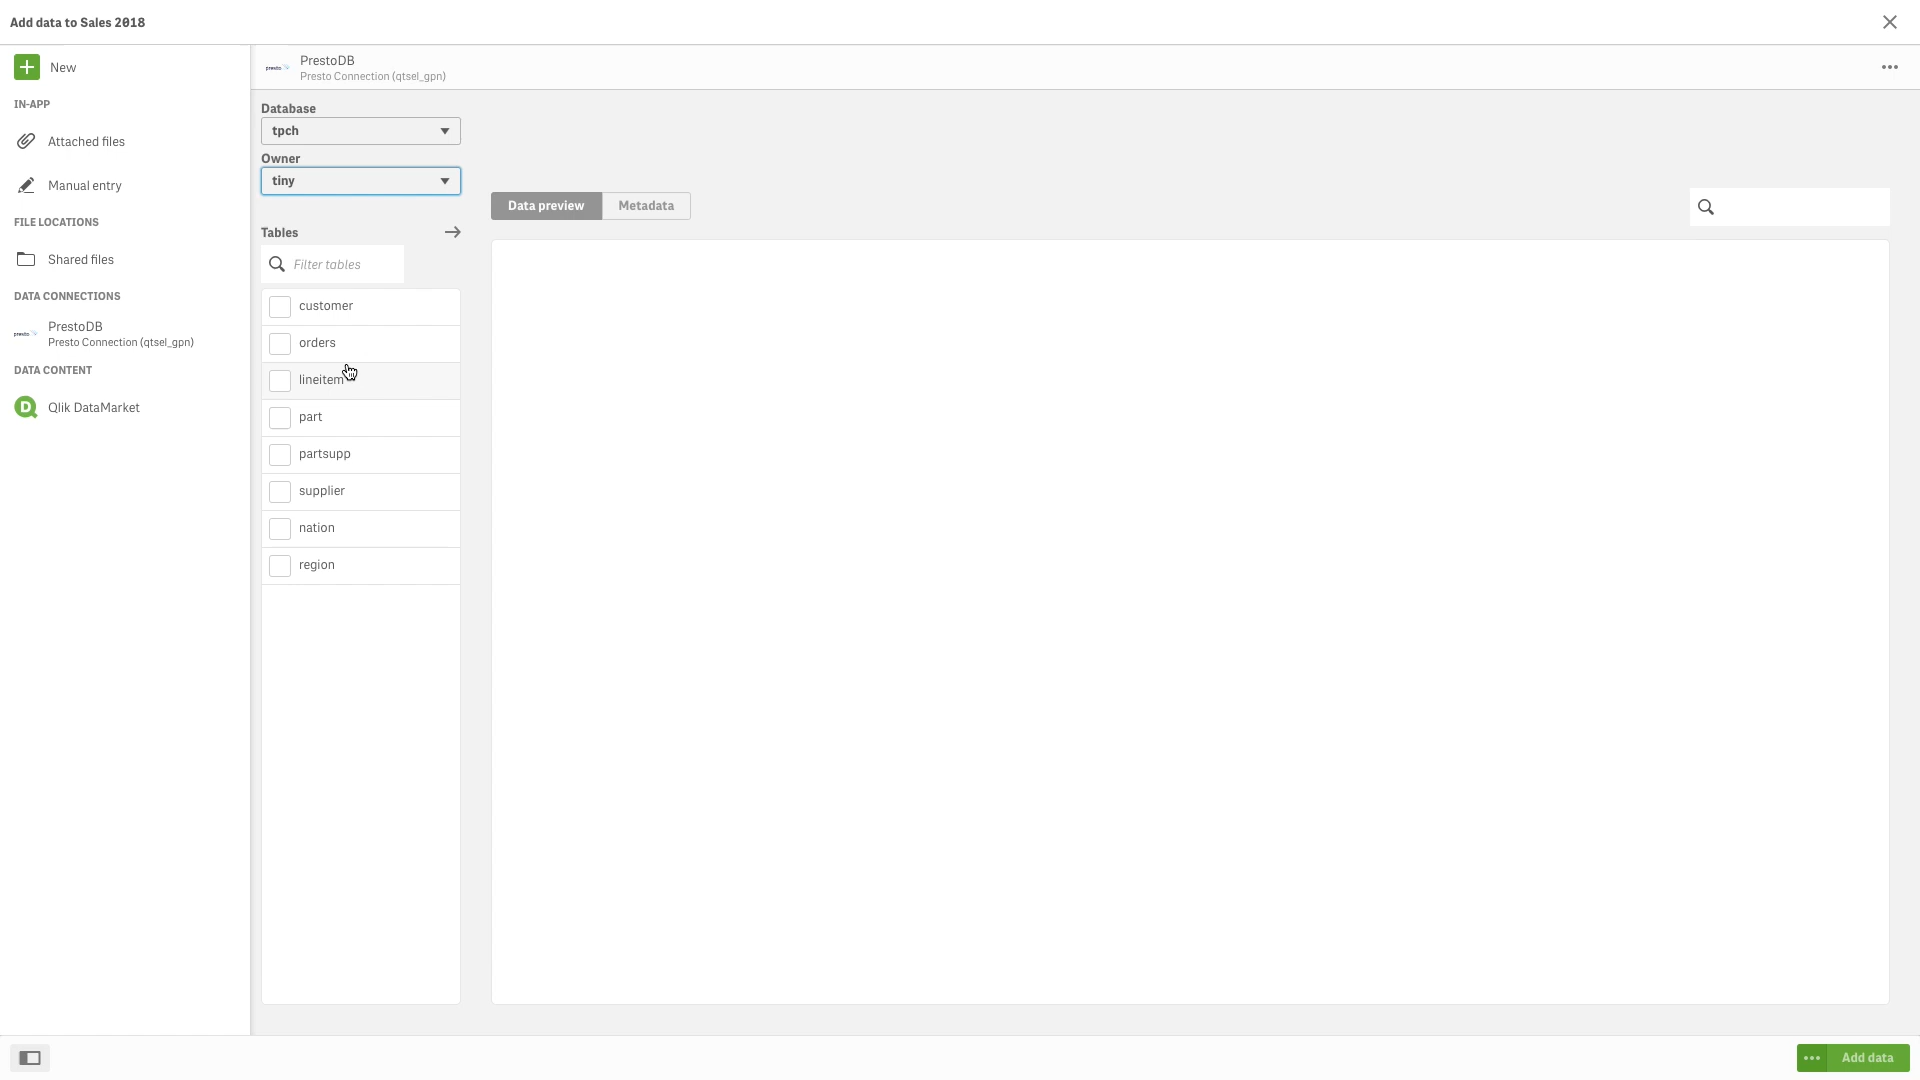 Add data to Sales 2018
New
IN-APP
Attached files
Manual entry
FILE LOCATIONS
Shared files
DATA CONNECTIONS
presto
PrestoDB
Presto Connection (qtsel_gpn)
DATA CONTENT
Qlik DataMarket
presto
PrestoDB
Presto Connection (qtsel_gpn)
Database
tpch
Owner
tiny
Tables
Filter tables
customer
orders
lineitem
part
partsupp
supplier
nation
region
Data preview
Metadata
Add data